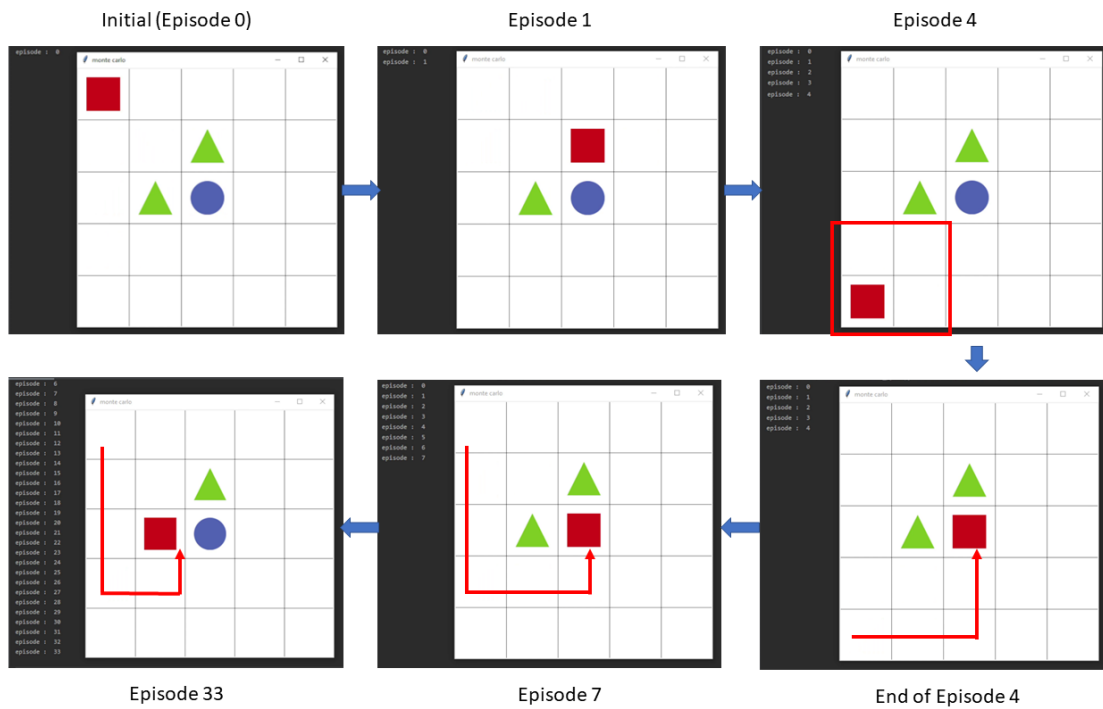 Initial (Episode 0)
episode : 0
monte carlo
Episode 1
episode : 0
episode : 1
monte carlo
Episode 4
episode : 0
episode : 1
episode : 2
episode : 3
episode : 4
monte carlo
episode : 6
episode : 7
episode : 8
episode : 9
episode : 10
episode : 11
episode : 12
episode : 13
episode : 14
episode : 15
episode : 16
episode : 17
episode : 18
episode : 19
episode : 20
episode : 21
episode : 22
episode : 23
episode : 24
episode : 25
episode : 26
episode : 27
episode : 28
episode : 29
episode : 30
episode : 31
episode : 32
episode : 33
monte carlo
Episode 33
episode : 0
episode : 1
episode : 2
episode : 3
episode : 4
episode : 5
episode : 6
episode : 7
monte carlo
Episode 7
episode : 0
episode : 1
episode : 2
episode : 3
episode : 4
monte carlo
End of Episode 4